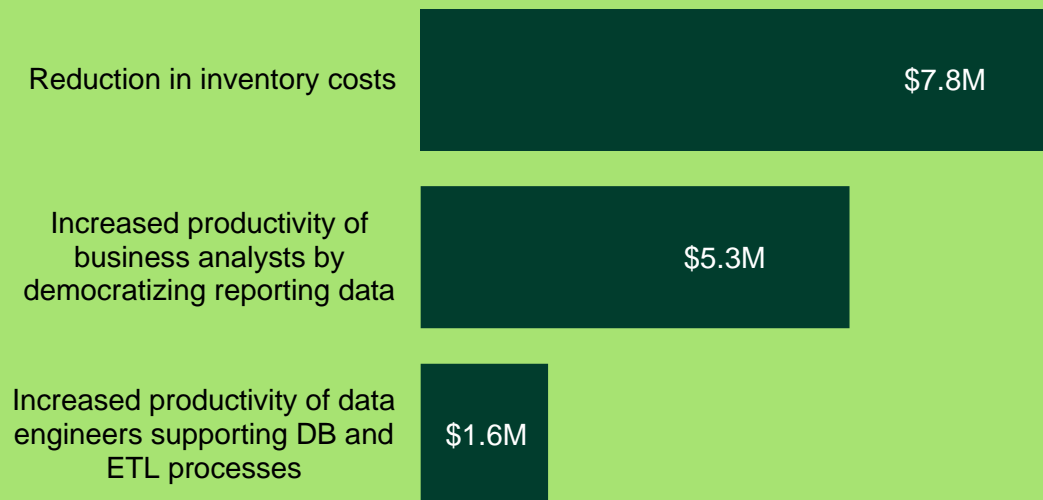 Reduction in inventory costs
$7.8M
Increased productivity of
business analysts by
democratizing reporting data
$5.3M
Increased productivity of data
engineers supporting DB and
ETL processes
$1.6M